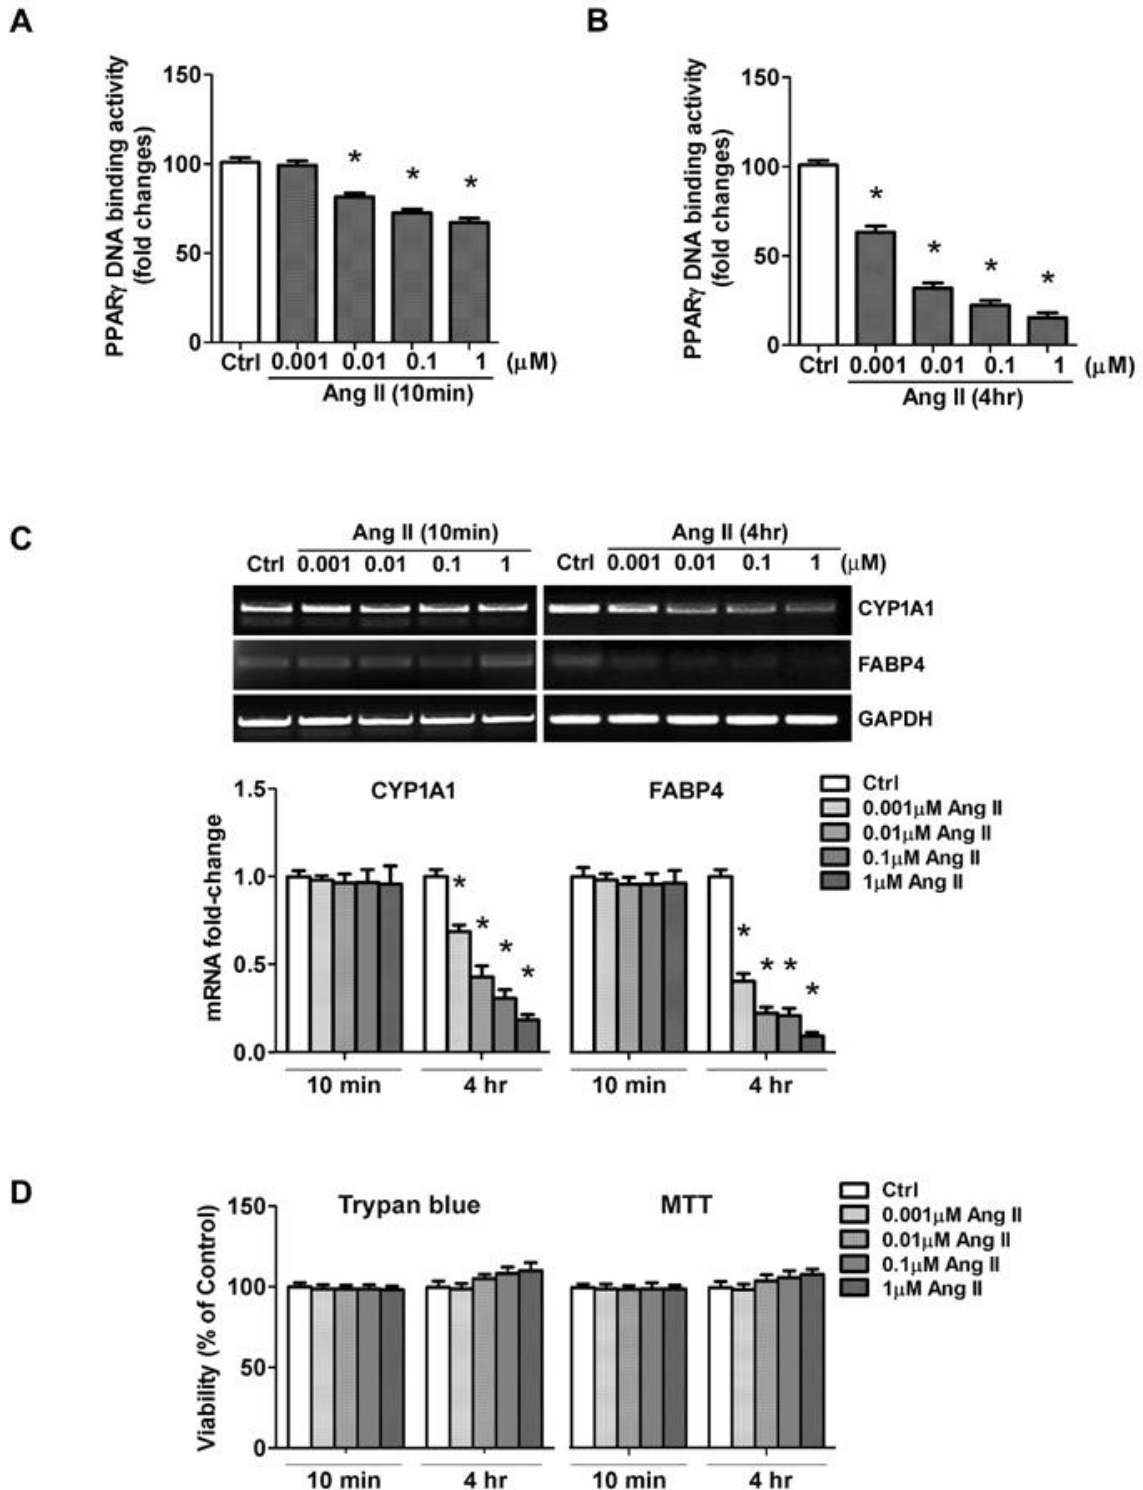 A
B
PPARγ DNA binding activity
(fold changes)
150
100
50
0
* * *
Ctrl 0.001 0.01 0.1 1 (μM)
Ang II (10min)
PPARγ DNA binding activity
(fold changes)
150
100
50
0
* * * *
Ctrl 0.001 0.01 0.1 1 (μM)
Ang II (4hr)
C
Ang II (10min) Ang II (4hr)
Ctrl 0.001 0.01 0.1 1 Ctrl 0.001 0.01 0.1 1 (μM)
CYP1A1
FABP4
GAPDH
mRNA fold-change
1.5
1.0
0.5
0.0
CYP1A1
* * * *
10 min 4 hr
FABP4
* * * *
10 min 4 hr
Ctrl
0.001μM Ang II
0.01μM Ang II
0.1μM Ang II
1μM Ang II
D
Viability (% of Control)
150
100
50
0
Trypan blue
10 min 4 hr
MTT
10 min 4 hr
Ctrl
0.001μM Ang II
0.01μM Ang II
0.1μM Ang II
1μM Ang II